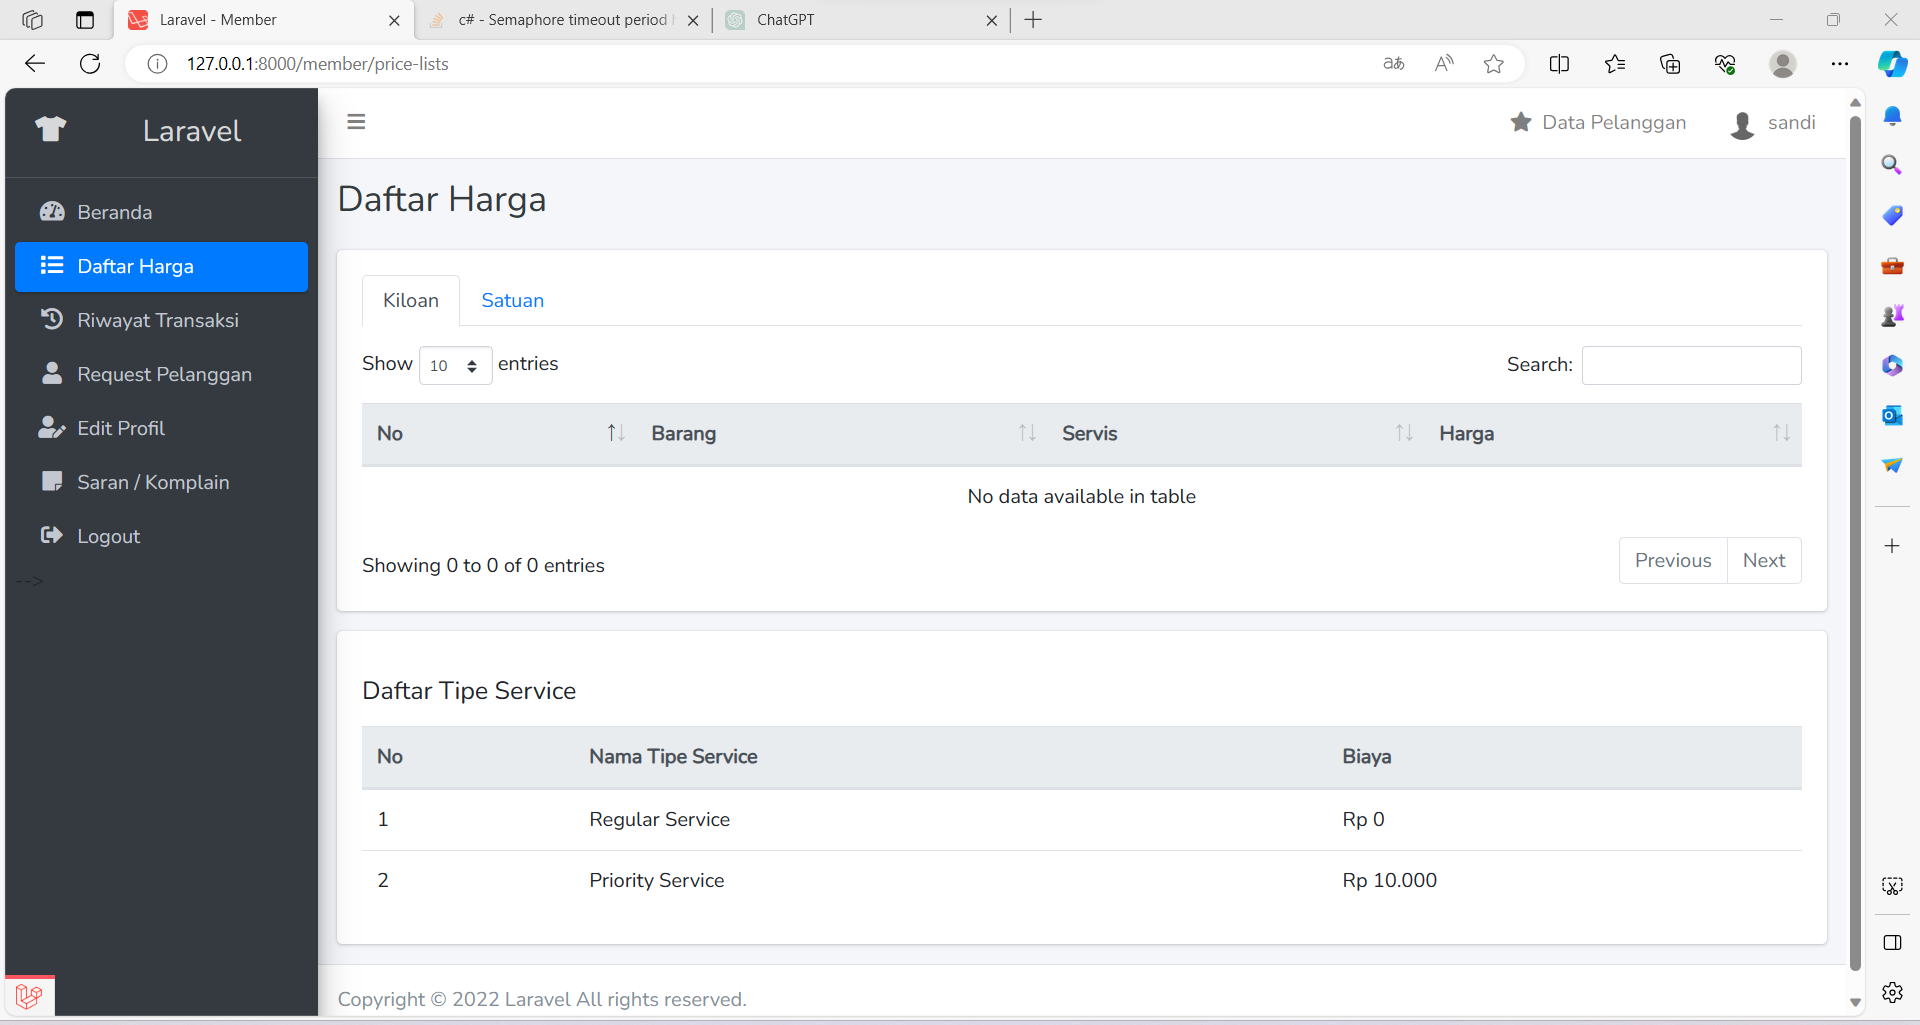 Laravel - Member
c# - Semaphore timeout period
ChatGPT
127.0.0.1:8000/member/price-lists
Laravel
Data Pelanggan
sandi
Beranda
Daftar Harga
Riwayat Transaksi
Request Pelanggan
Edit Profil
Saran / Komplain
Logout
-->
Daftar Harga
Kiloan
Satuan
Show 10 entries
Search:
No Barang Servis Harga
No data available in table
Showing 0 to 0 of 0 entries
Previous Next
Daftar Tipe Service
No Nama Tipe Service Biaya
1 Regular Service Rp 0
2 Priority Service Rp 10.000
Copyright © 2022 Laravel All rights reserved.